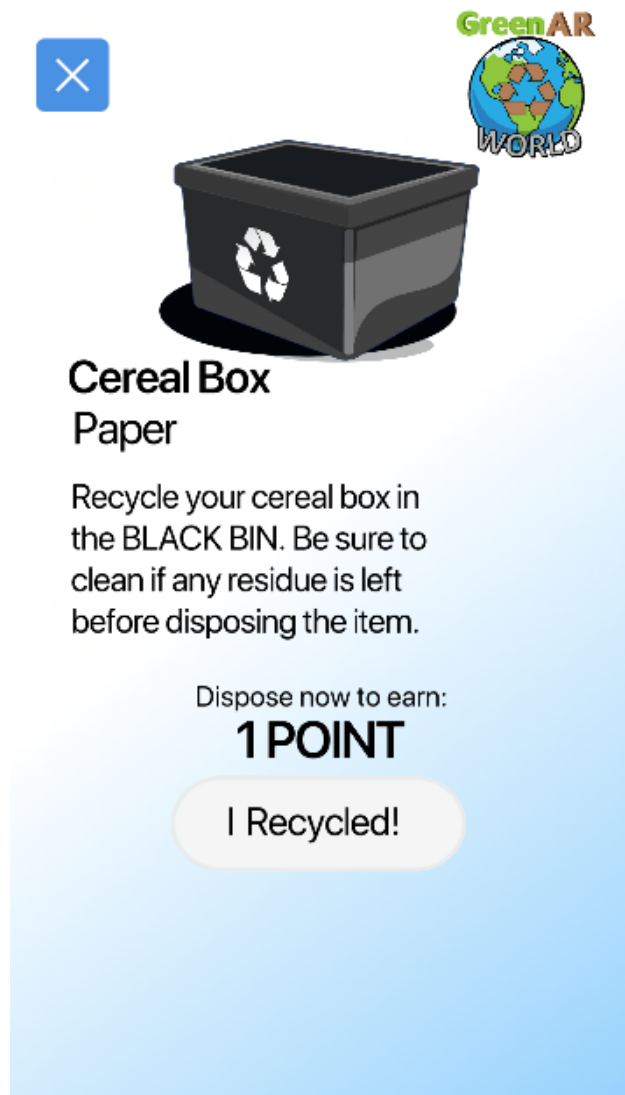 GreenAR
WORLD
Cereal Box
Paper
Recycle your cereal box in
the BLACK BIN. Be sure to
clean if any residue is left
before disposing the item.
Dispose now to earn:
1 POINT
I Recycled!